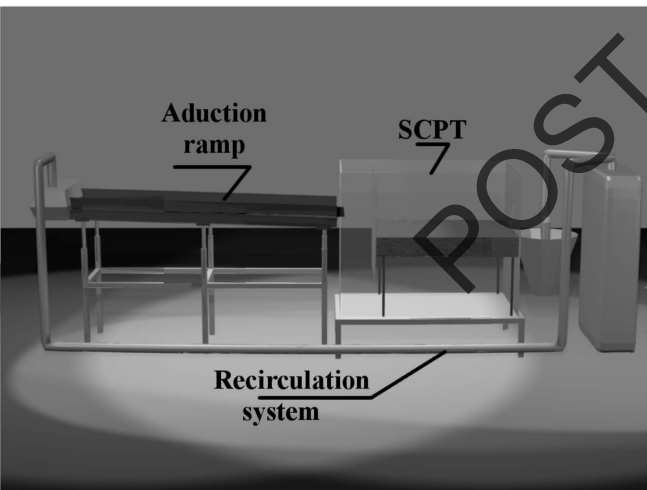 Aduction
ramp
SCPT
POST
Recirculation
system